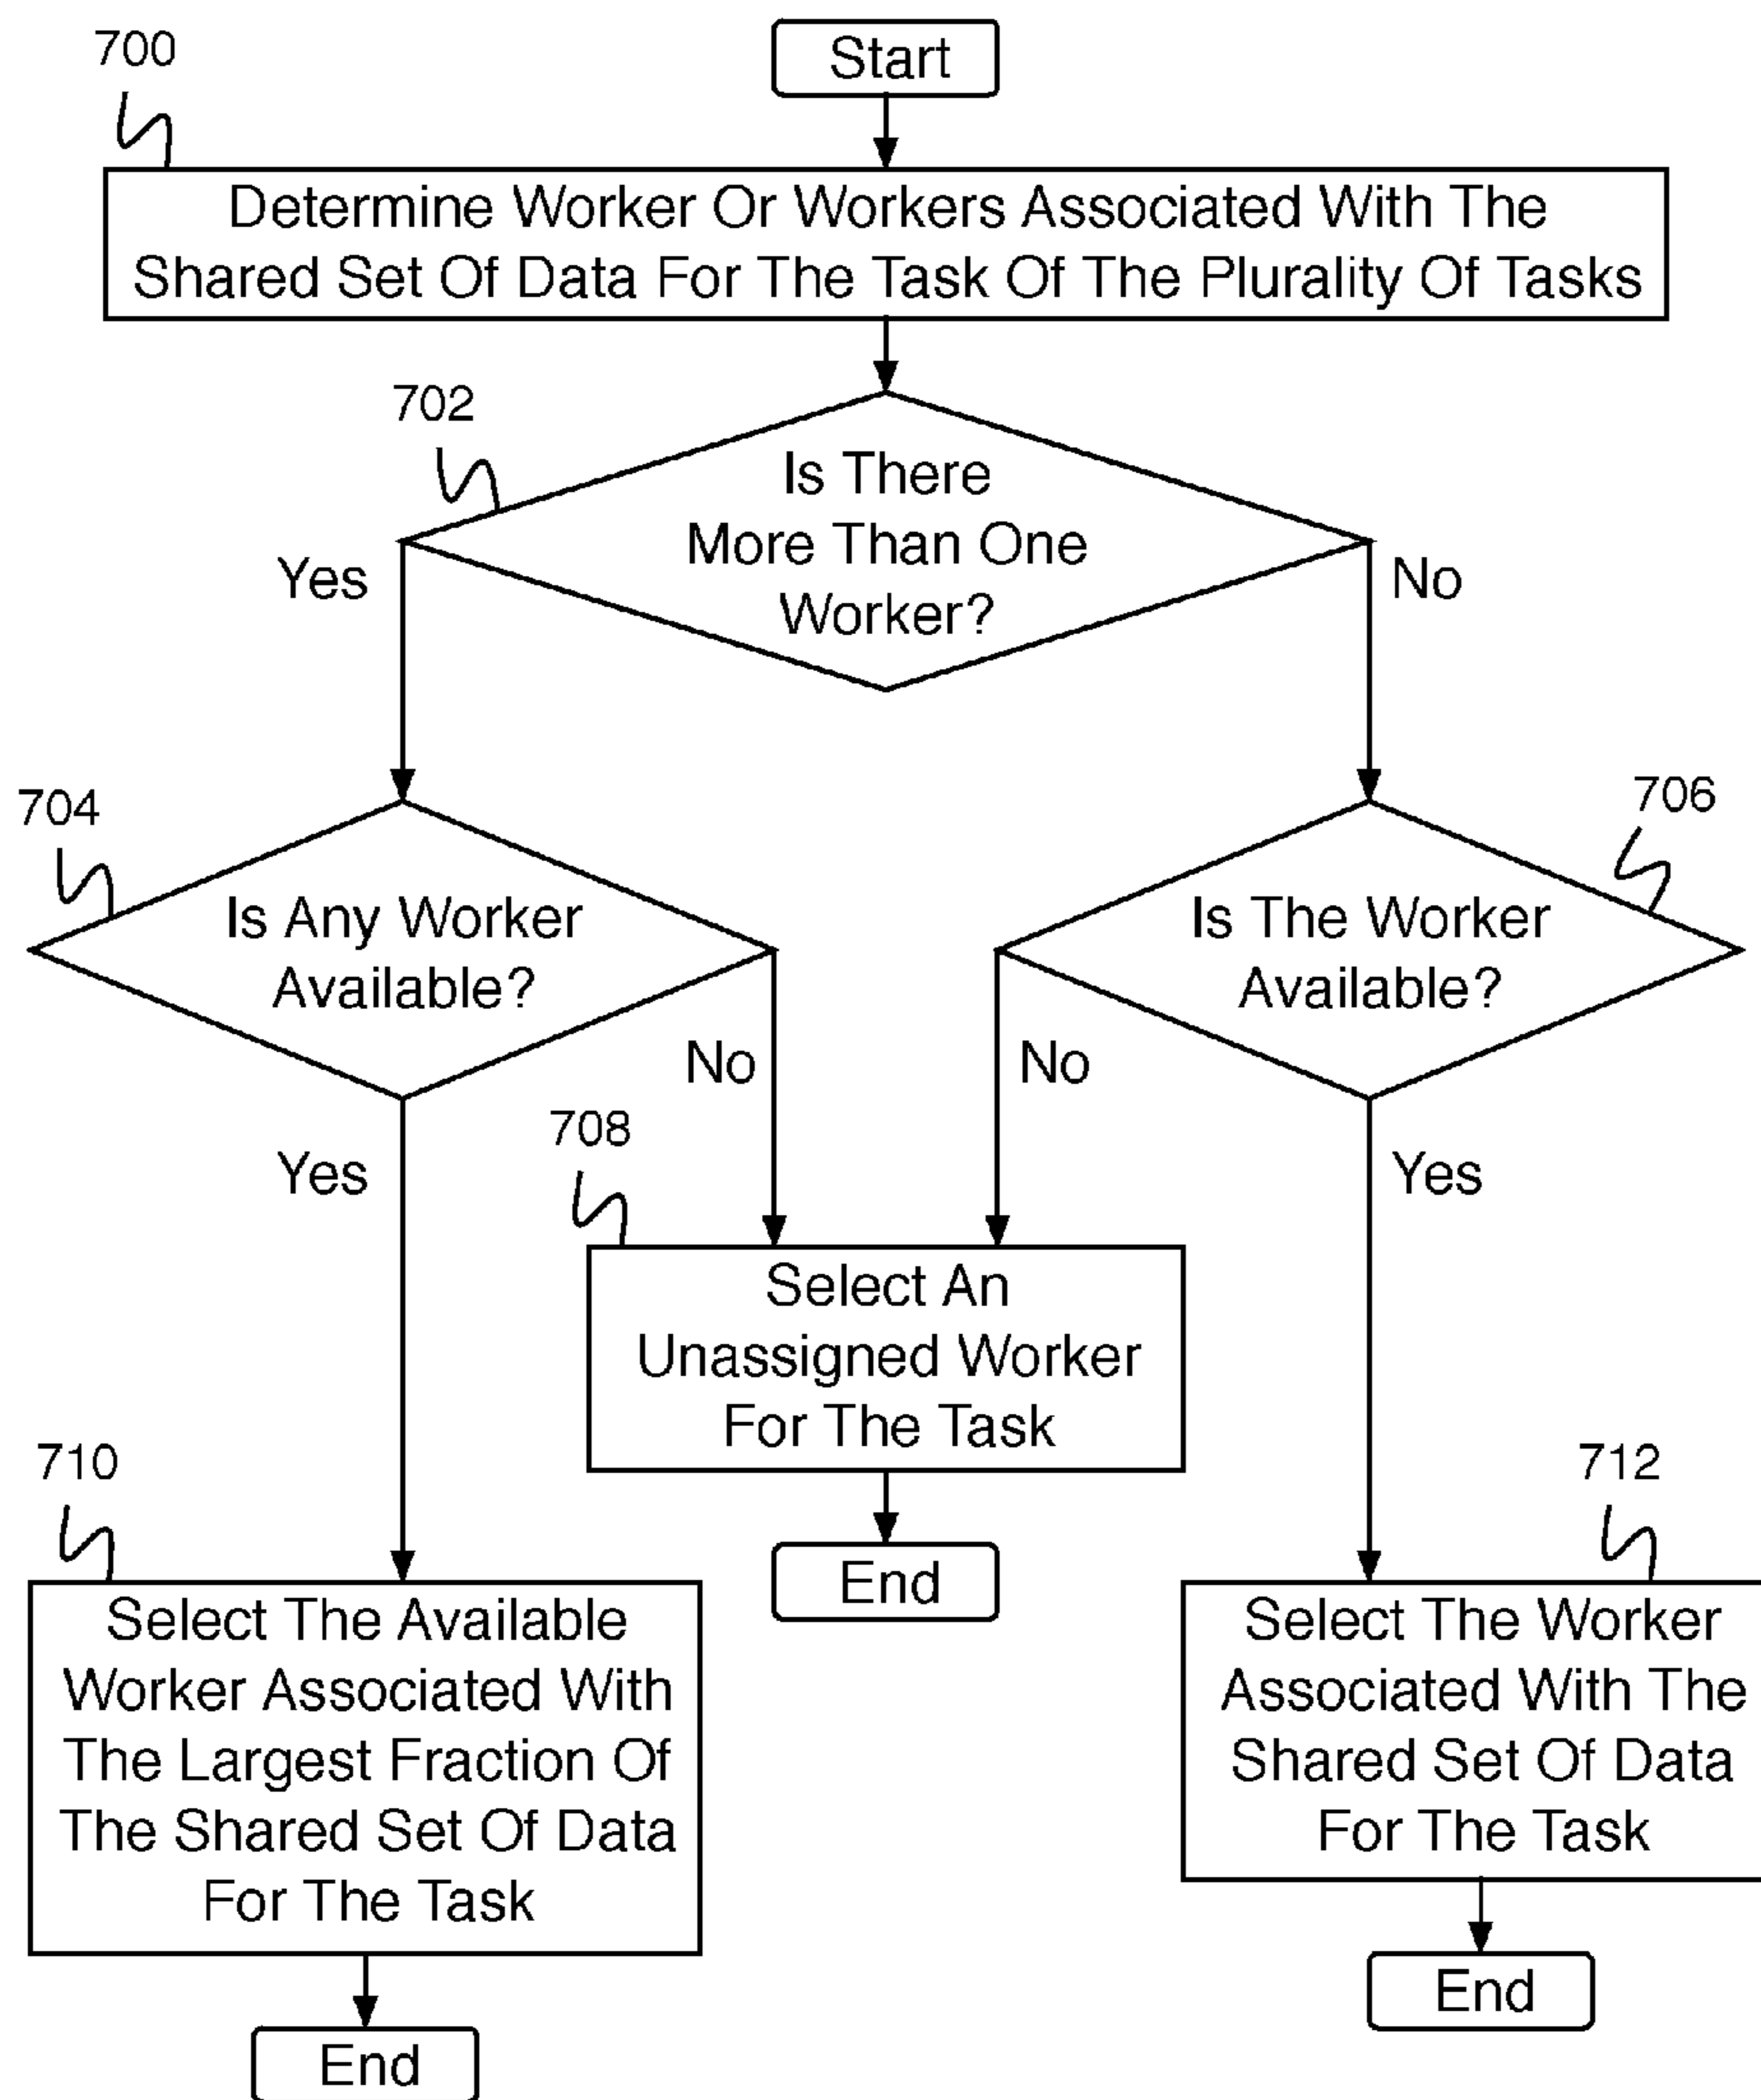 Start
700
Determine Worker Or Workers Associated With The
Shared Set Of Data For The Task Of The Plurality Of Tasks
702
Is There
More Than One
Worker?
Yes
No
704
Is Any Worker
Available?
706
Is The Worker
Available?
No
No
Yes
Yes
708
Select An
Unassigned Worker
For The Task
End
710
Select The Available
Worker Associated With
The Largest Fraction Of
The Shared Set Of Data
For The Task
End
712
Select The Worker
Associated With The
Shared Set Of Data
For The Task
End